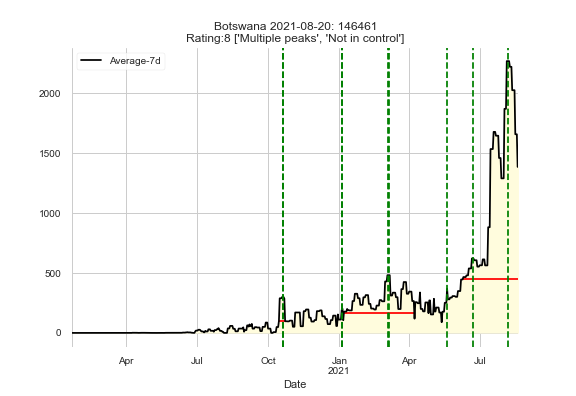 Botswana 2021-08-20: 146461
Rating:8 ['Multiple peaks', 'Not in control']
Average-7d
2000
1500
1000
500
0
Apr Jul Oct Jan Apr Jul
2021
Date